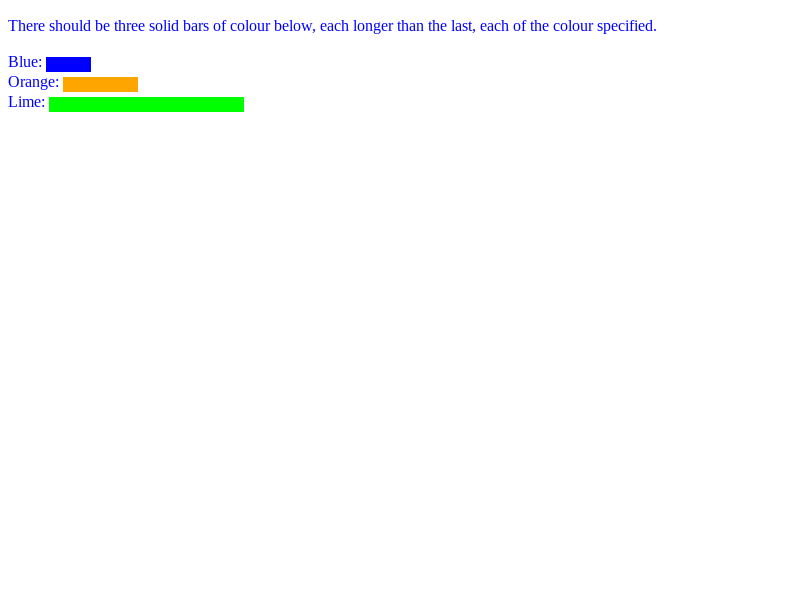 There should be three solid bars of colour below, each longer than the last, each of the colour specified.
Blue:
Orange:
Lime: